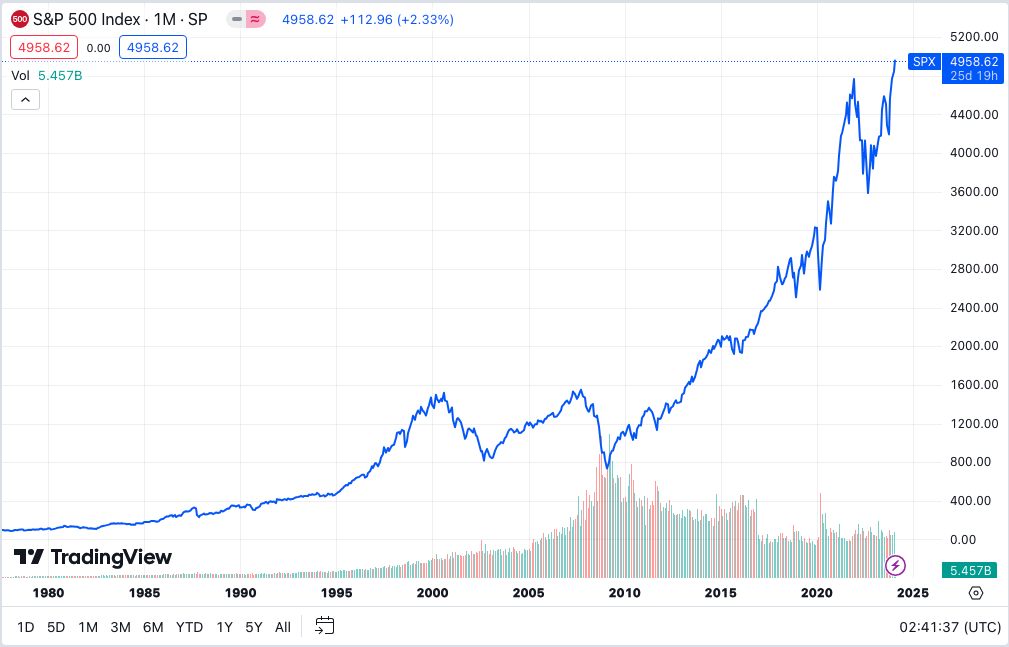 500 S&P 500 Index · 1M · SP 4958.62 +112.96 (+2.33%)
4958.62 0.00 4958.62
Vol 5.457B
5200.00
SPX 4958.62
25d 19h
4400.00
4000.00
3600.00
3200.00
2800.00
2400.00
2000.00
1600.00
1200.00
800.00
400.00
0.00
TradingView
5.457B
1980 1985 1990 1995 2000 2005 2010 2015 2020 2025
1D 5D 1M 3M 6M YTD 1Y 5Y All 02:41:37 (UTC)